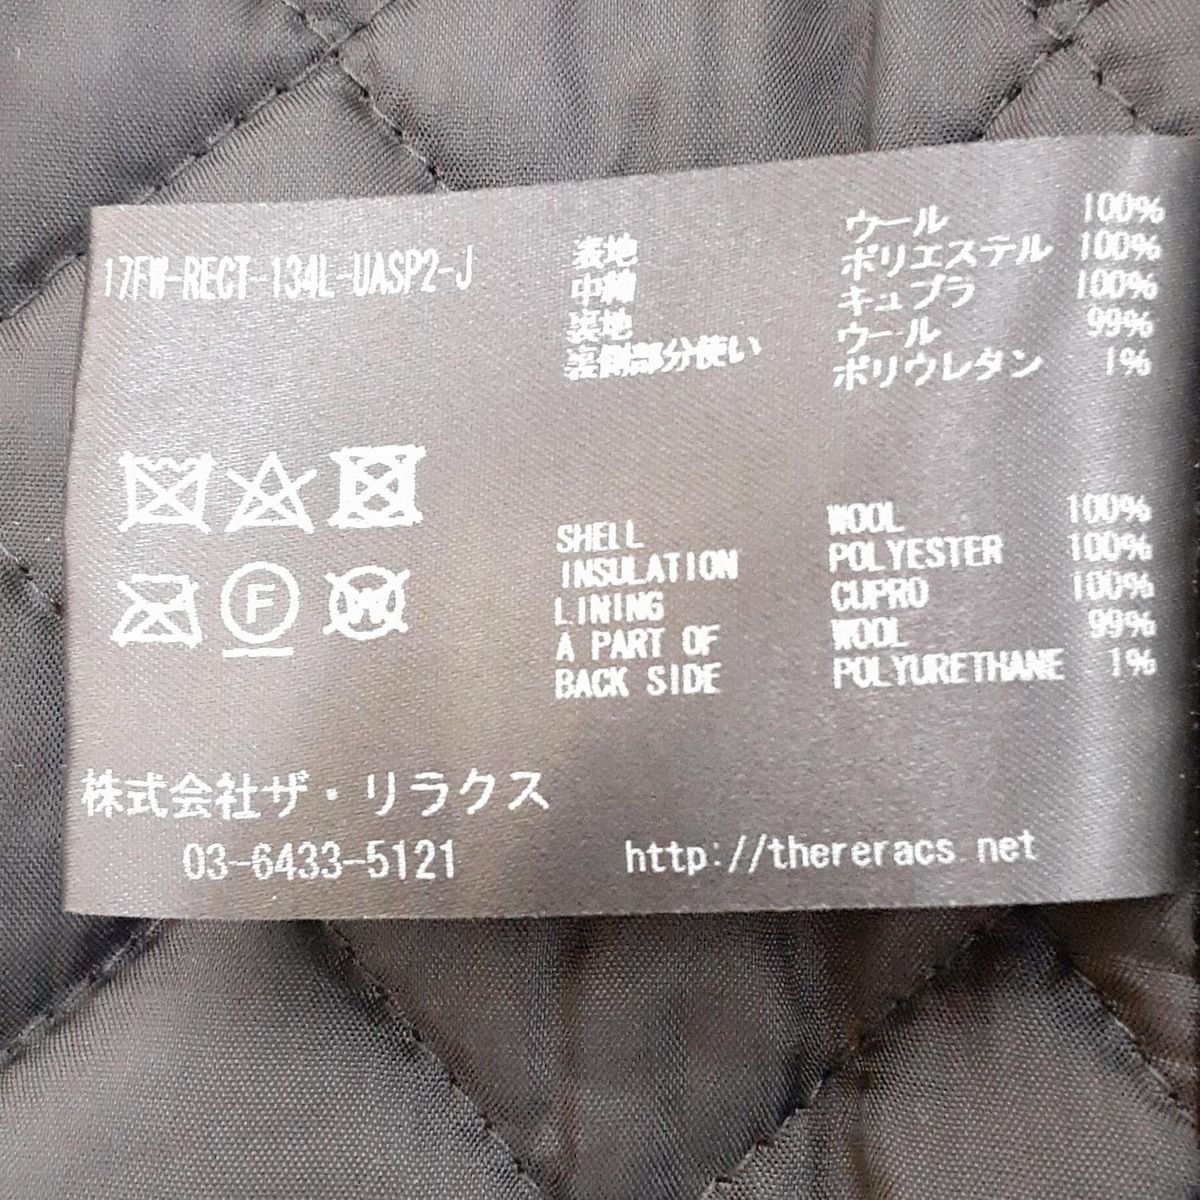 17FW-RECT-134L-UASP2-J
表地 ウール 100%
中綿 ポリエステル 100%
裏地 キュプラ 100%
裏側部分使い ウール 99%
ポリウレタン 1%
SHELL WOOL 100%
INSULATION POLYESTER 100%
LINING CUPRO 100%
A PART OF WOOL 99%
BACK SIDE POLYURETHANE 1%
F
W
株式会社ザ・リラクス
03-6433-5121
http://thereracs.net